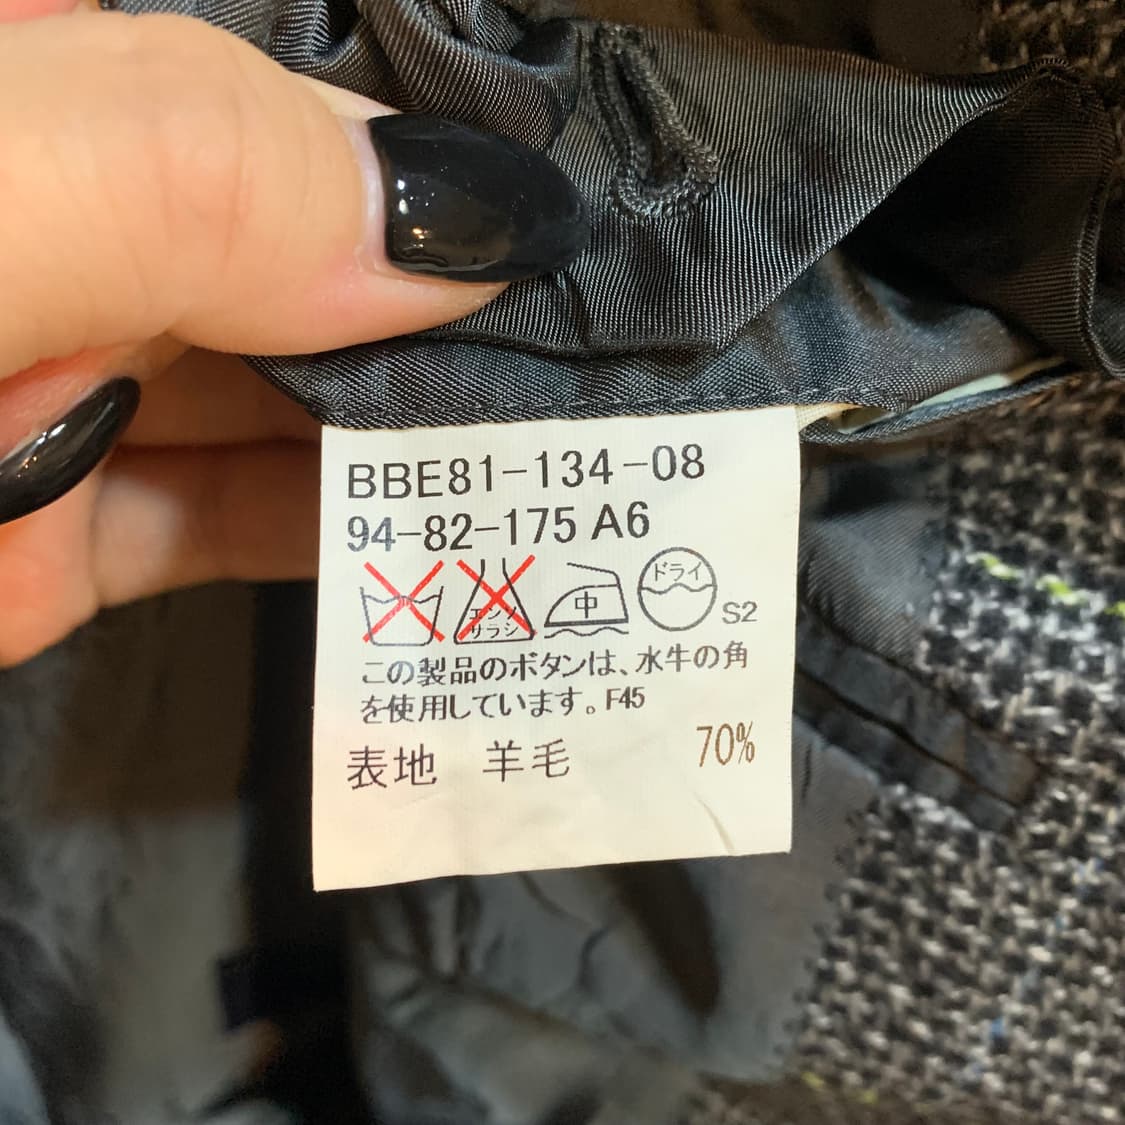 BBE81-134-08
94-82-175 A6
エンソ
サラシ
中
ドライ
S2
この製品のボタンは、水牛の角
を使用しています。F45
表地 羊毛 70%